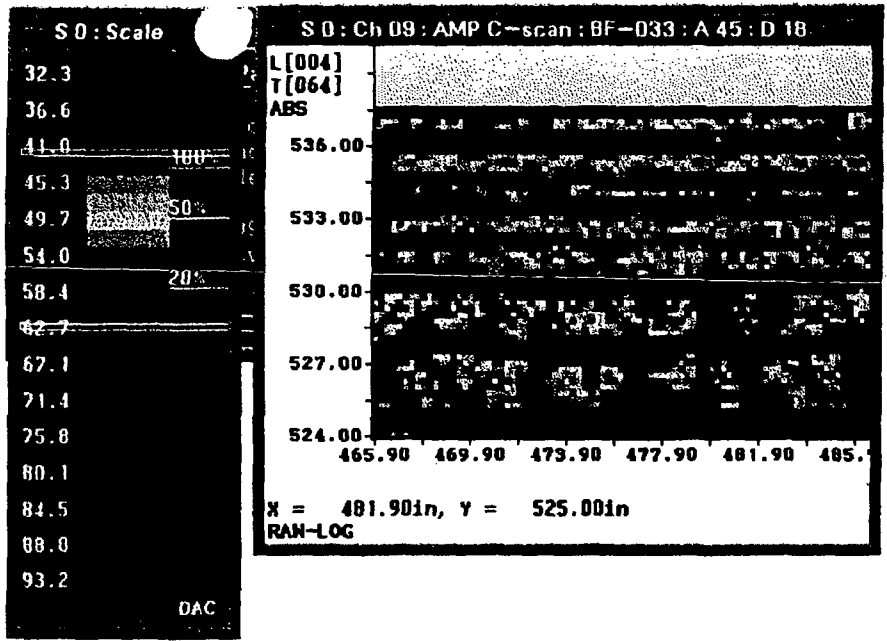 S 0 : Scale
32.3
36.6
41.0
100%
45.3
49.7
50%
54.0
20%
58.4
62.7
67.1
71.4
75.8
80.1
84.5
88.0
93.2
DAC
S 0 : Ch 09 : AMP C-scan : BF-033 : A 45 : D 18
L[004]
T[064]
ABS
536.00
533.00
530.00
527.00
524.00
465.90 469.90 473.90 477.90 481.90 485.
X = 481.90in, Y = 525.00in
RAW-LOG